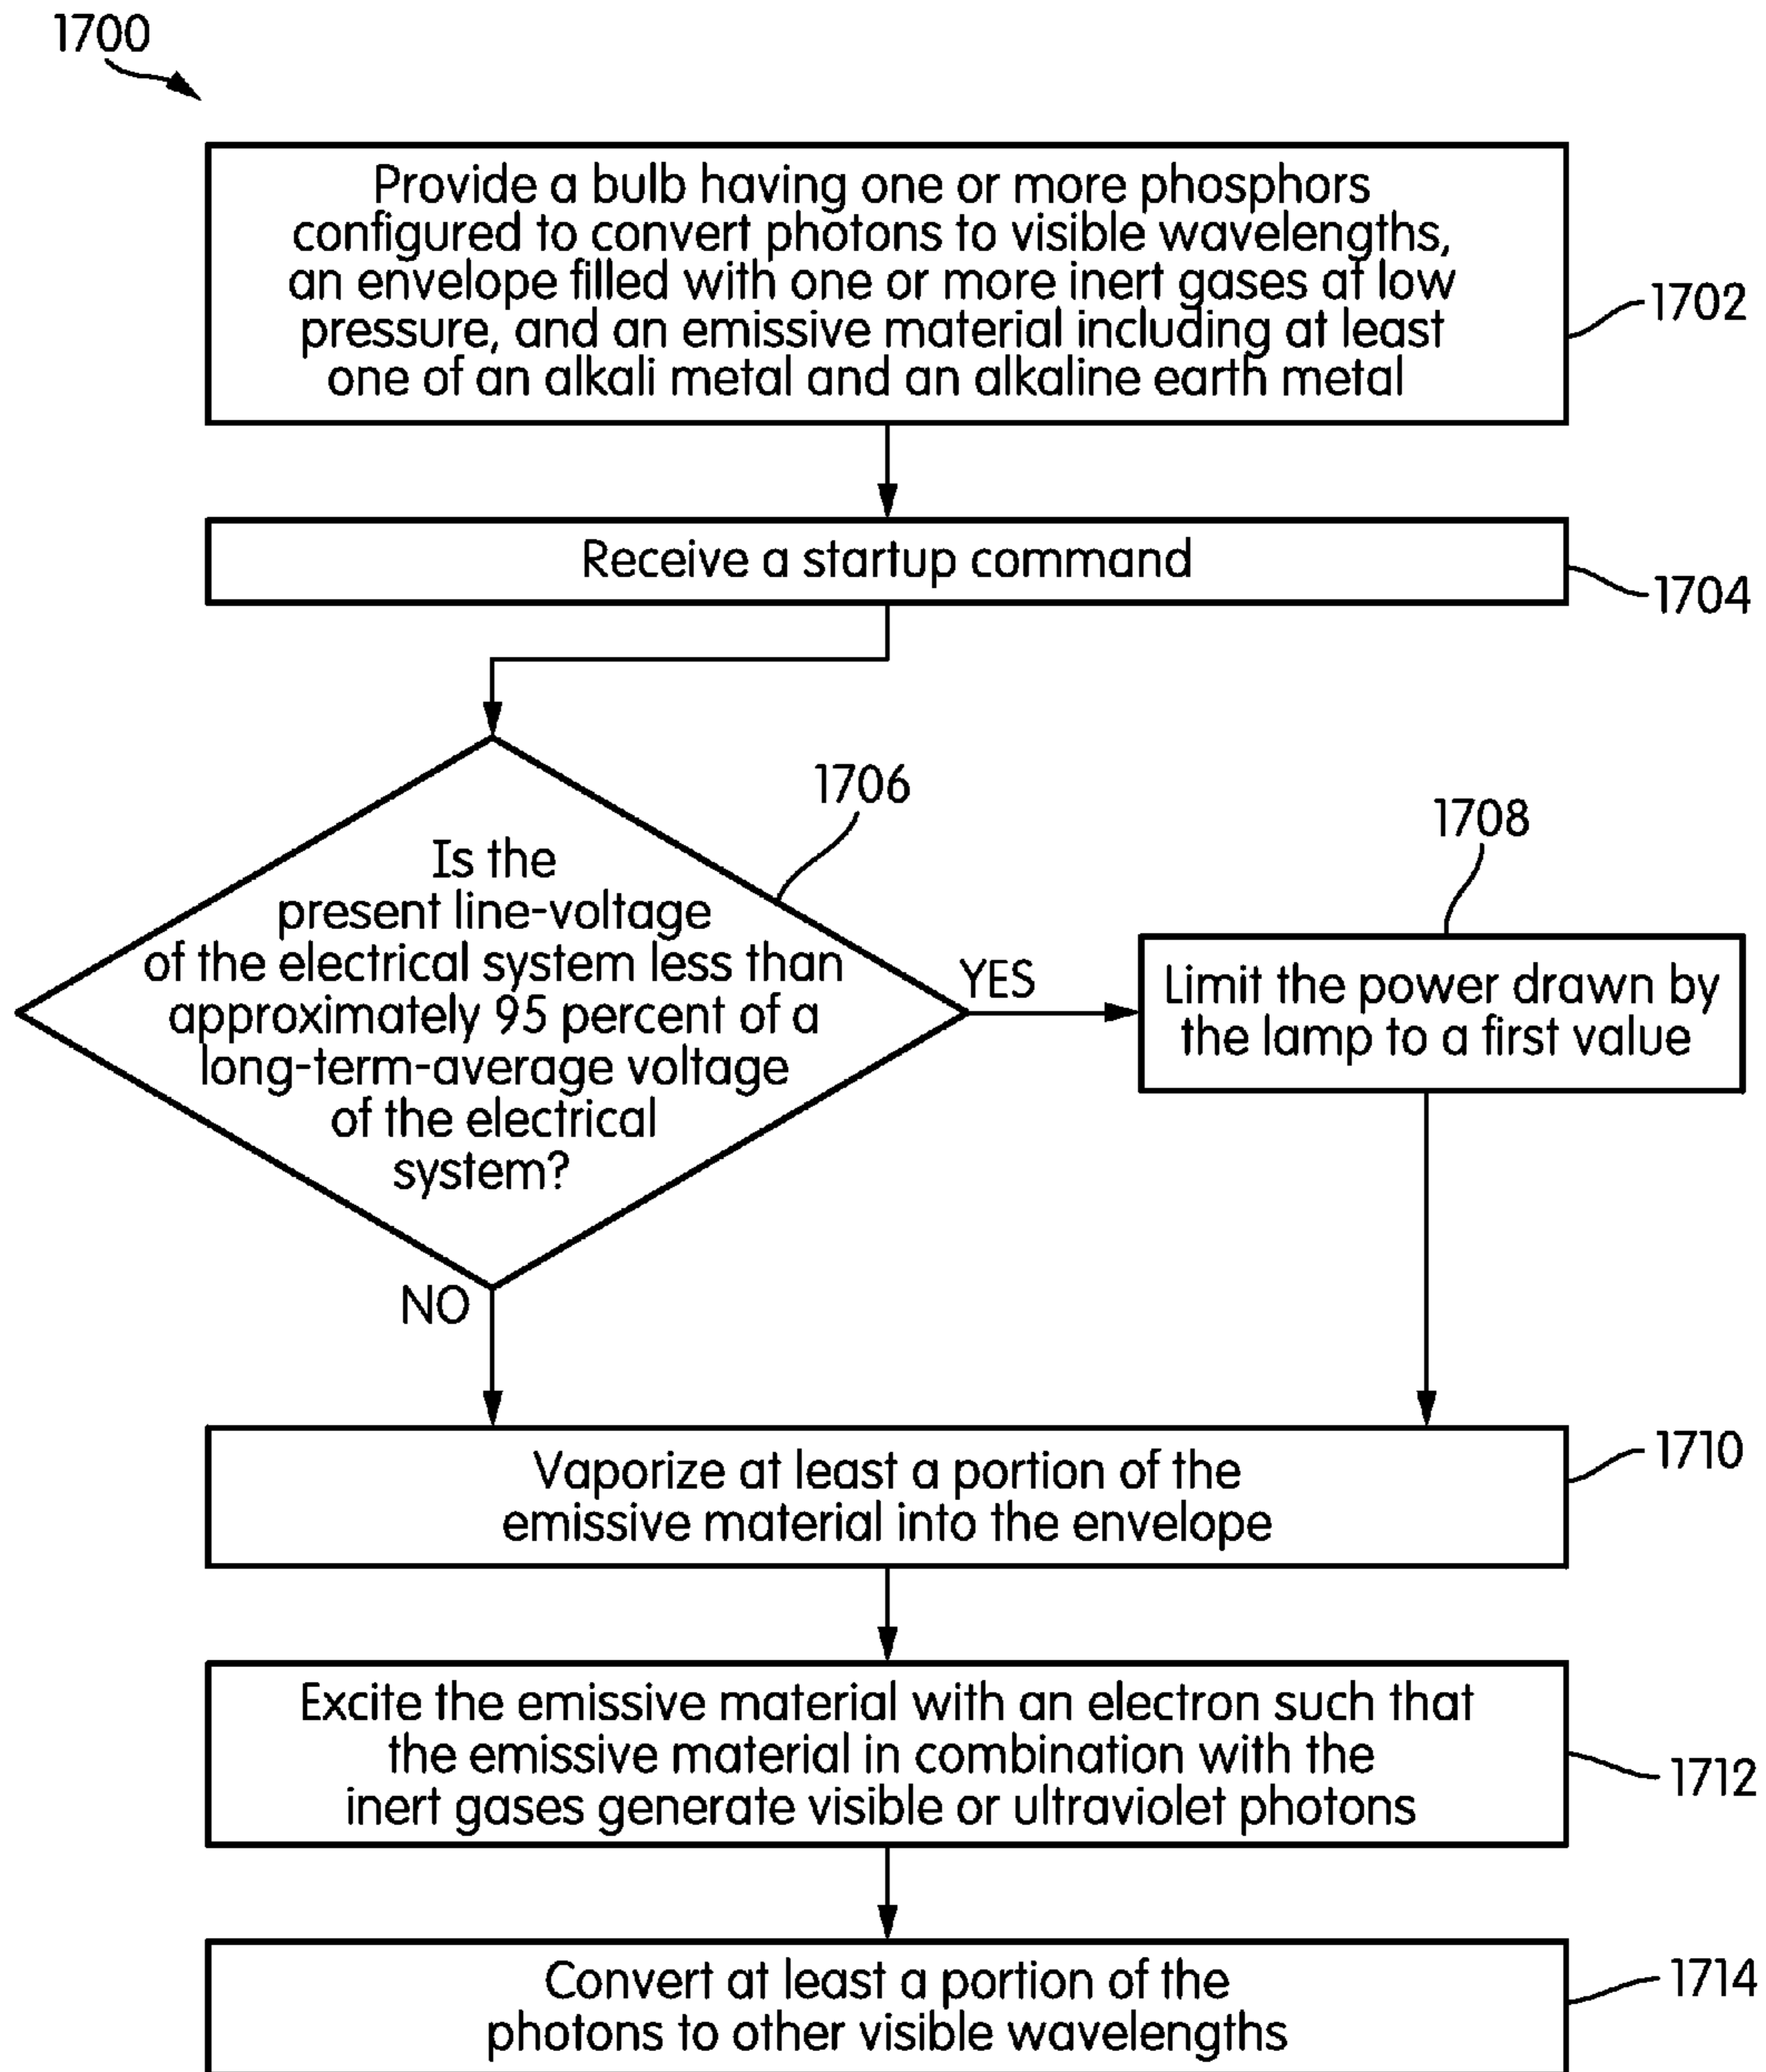 1700
Provide a bulb having one or more phosphors
configured to convert photons to visible wavelengths,
an envelope filled with one or more inert gases at low
pressure, and an emissive material including at least
one of an alkali metal and an alkaline earth metal
1702
Receive a startup command
1704
1706
Is the
present line-voltage
of the electrical system less than
approximately 95 percent of a
long-term-average voltage
of the electrical
system?
YES
NO
1708
Limit the power drawn by
the lamp to a first value
Vaporize at least a portion of the
emissive material into the envelope
1710
Excite the emissive material with an electron such that
the emissive material in combination with the
inert gases generate visible or ultraviolet photons
1712
Convert at least a portion of the
photons to other visible wavelengths
1714